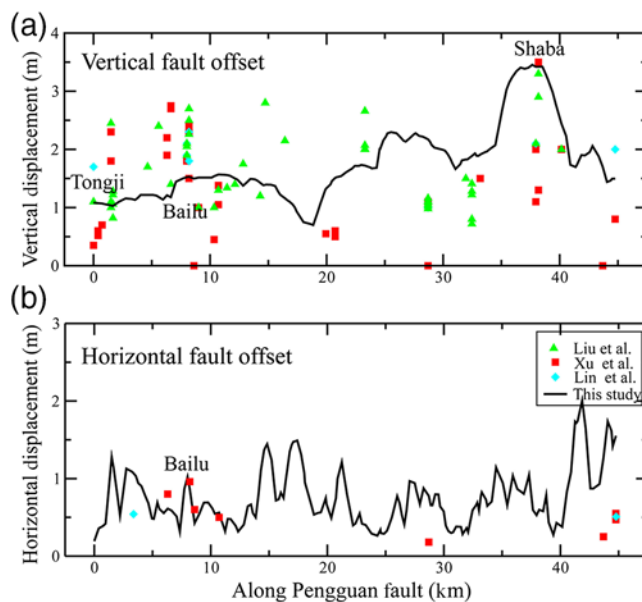 (a)
4
Vertical fault offset
Shaba
3
2
Tongji
1
Bailu
0
Vertical displacement (m)
0
10
20
30
40
(b)
3
Horizontal fault offset
Liu et al.
Xu et al.
Lin et al.
This study
2
Bailu
1
0
Horizontal displacement (m)
0
10
20
30
40
Along Pengguan fault (km)